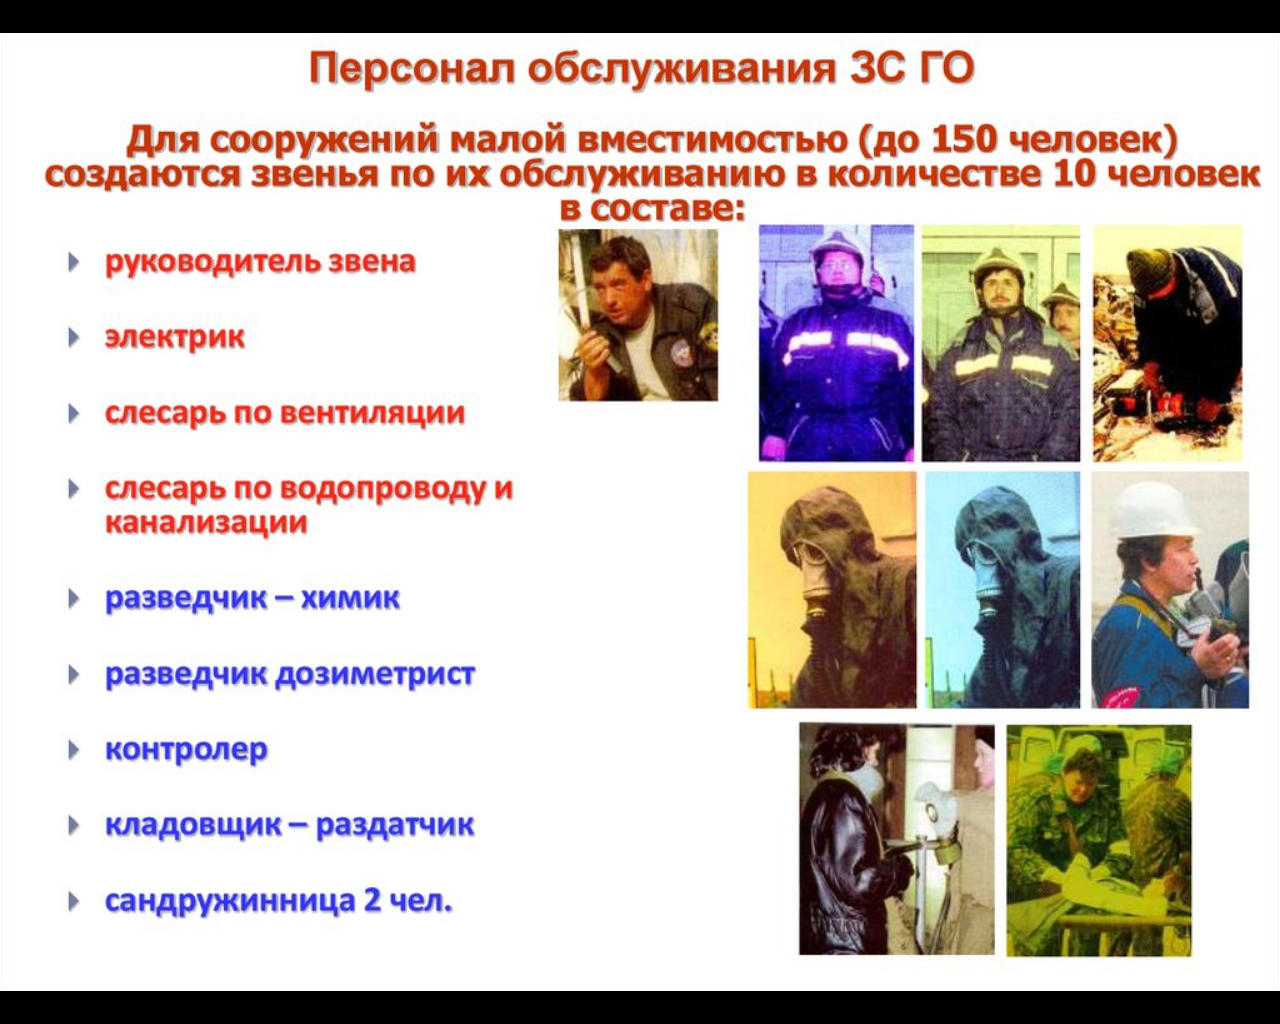 Персонал обслуживания ЗС ГО
Для сооружений малой вместимостью (до 150 человек)
создаются звенья по их обслуживанию в количестве 10 человек
в составе:
руководитель звена
электрик
слесарь по вентиляции
слесарь по водопроводу и
канализации
разведчик – химик
разведчик дозиметрист
контролер
кладовщик – раздатчик
сандружинница 2 чел.